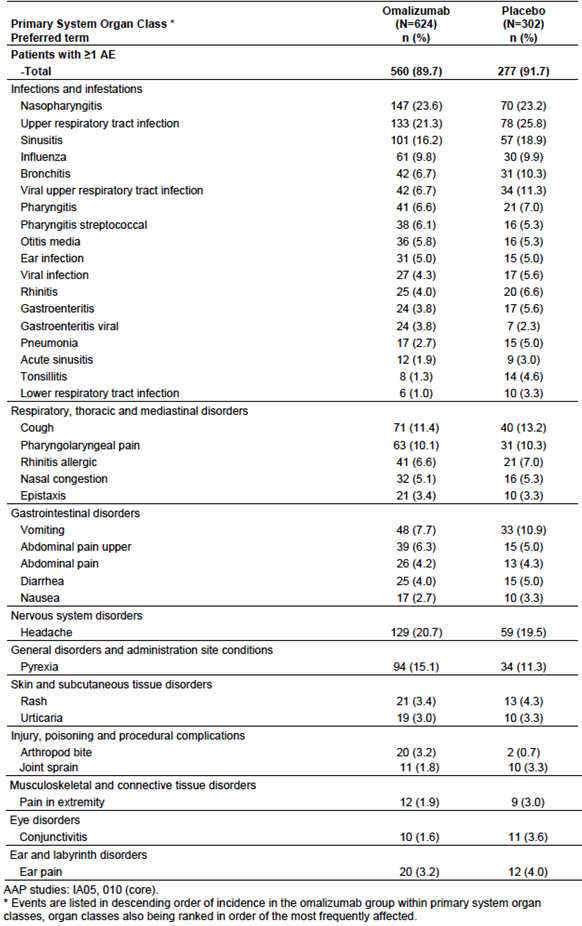 Primary System Organ Class * Omalizumab (N=624) Placebo (N=302)
Preferred term n (%) n (%)
Patients with ≥1 AE
-Total 560 (89.7) 277 (91.7)
Infections and infestations
Nasopharyngitis 147 (23.6) 70 (23.2)
Upper respiratory tract infection 133 (21.3) 78 (25.8)
Sinusitis 101 (16.2) 57 (18.9)
Influenza 61 (9.8) 30 (9.9)
Bronchitis 42 (6.7) 31 (10.3)
Viral upper respiratory tract infection 42 (6.7) 34 (11.3)
Pharyngitis 41 (6.6) 21 (7.0)
Pharyngitis streptococcal 38 (6.1) 16 (5.3)
Otitis media 36 (5.8) 16 (5.3)
Ear infection 31 (5.0) 15 (5.0)
Viral infection 27 (4.3) 17 (5.6)
Rhinitis 25 (4.0) 20 (6.6)
Gastroenteritis 24 (3.8) 17 (5.6)
Gastroenteritis viral 24 (3.8) 7 (2.3)
Pneumonia 17 (2.7) 15 (5.0)
Acute sinusitis 12 (1.9) 9 (3.0)
Tonsillitis 8 (1.3) 14 (4.6)
Lower respiratory tract infection 6 (1.0) 10 (3.3)
Respiratory, thoracic and mediastinal disorders
Cough 71 (11.4) 40 (13.2)
Pharyngolaryngeal pain 63 (10.1) 31 (10.3)
Rhinitis allergic 41 (6.6) 21 (7.0)
Nasal congestion 32 (5.1) 16 (5.3)
Epistaxis 21 (3.4) 10 (3.3)
Gastrointestinal disorders
Vomiting 48 (7.7) 33 (10.9)
Abdominal pain upper 39 (6.3) 15 (5.0)
Abdominal pain 26 (4.2) 13 (4.3)
Diarrhea 25 (4.0) 15 (5.0)
Nausea 17 (2.7) 10 (3.3)
Nervous system disorders
Headache 129 (20.7) 59 (19.5)
General disorders and administration site conditions
Pyrexia 94 (15.1) 34 (11.3)
Skin and subcutaneous tissue disorders
Rash 21 (3.4) 13 (4.3)
Urticaria 19 (3.0) 10 (3.3)
Injury, poisoning and procedural complications
Arthropod bite 20 (3.2) 2 (0.7)
Joint sprain 11 (1.8) 10 (3.3)
Musculoskeletal and connective tissue disorders
Pain in extremity 12 (1.9) 9 (3.0)
Eye disorders
Conjunctivitis 10 (1.6) 11 (3.6)
Ear and labyrinth disorders
Ear pain 20 (3.2) 12 (4.0)
AAP studies: IA05, 010 (core).
* Events are listed in descending order of incidence in the omalizumab group within primary system organ
classes, organ classes also being ranked in order of the most frequently affected.